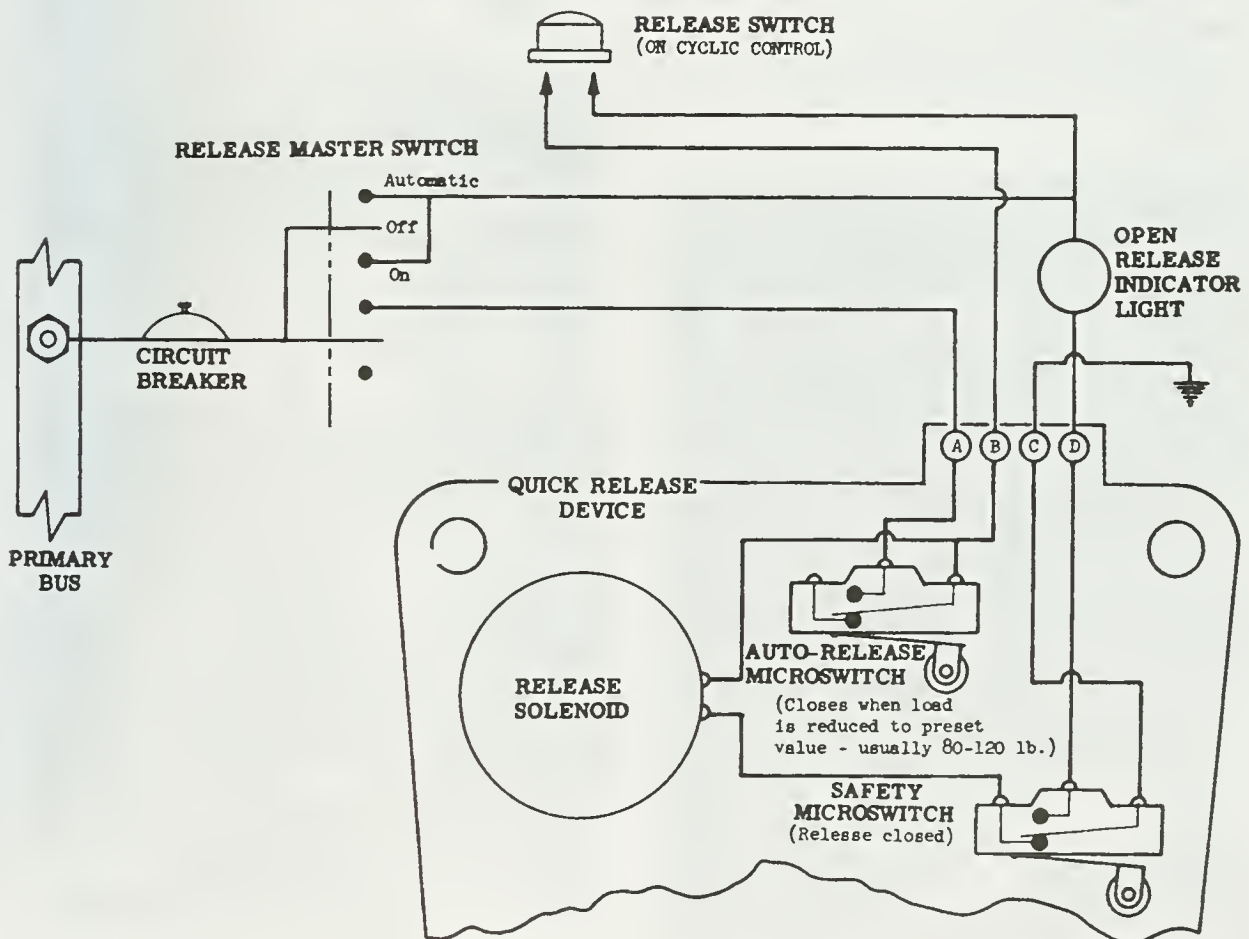 RELEASE SWITCH
(ON CYCLIC CONTROL)
RELEASE MASTER SWITCH
Automatic
Off
On
OPEN
RELEASE
INDICATOR
LIGHT
CIRCUIT
BREAKER
A B C D
QUICK RELEASE
DEVICE
PRIMARY
BUS
AUTO-RELEASE
MICROSWITCH
(Closes when load
is reduced to preset
value - usually 80-120 lb.)
RELEASE
SOLENOID
SAFETY
MICROSWITCH
(Release closed)